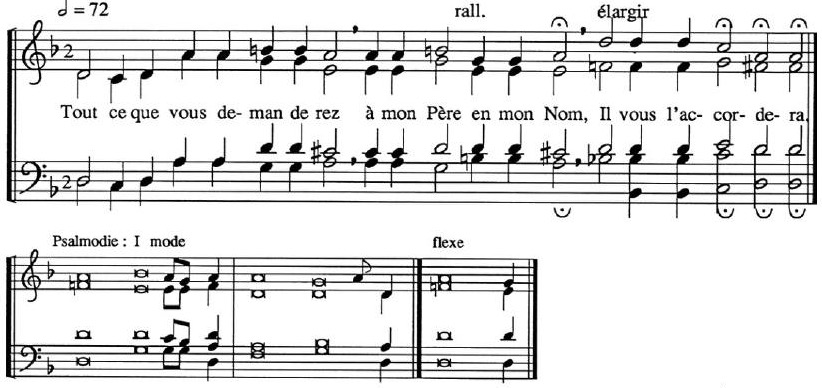 𝅗𝅥 = 72 rall. élargir
Tout ce que vous de- man de rez à mon Père en mon Nom, Il vous l'ac- cor- de- ra.
Psalmodie : I mode flexe